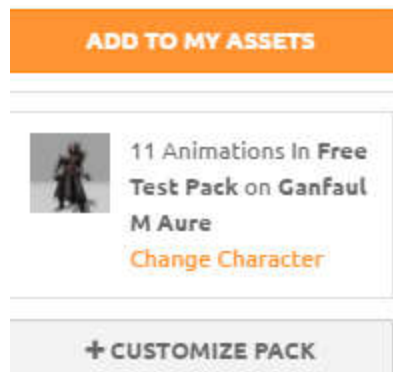 ADD TO MY ASSETS
11 Animations In Free
Test Pack on Ganfaul
M Aure
Change Character
+ CUSTOMIZE PACK